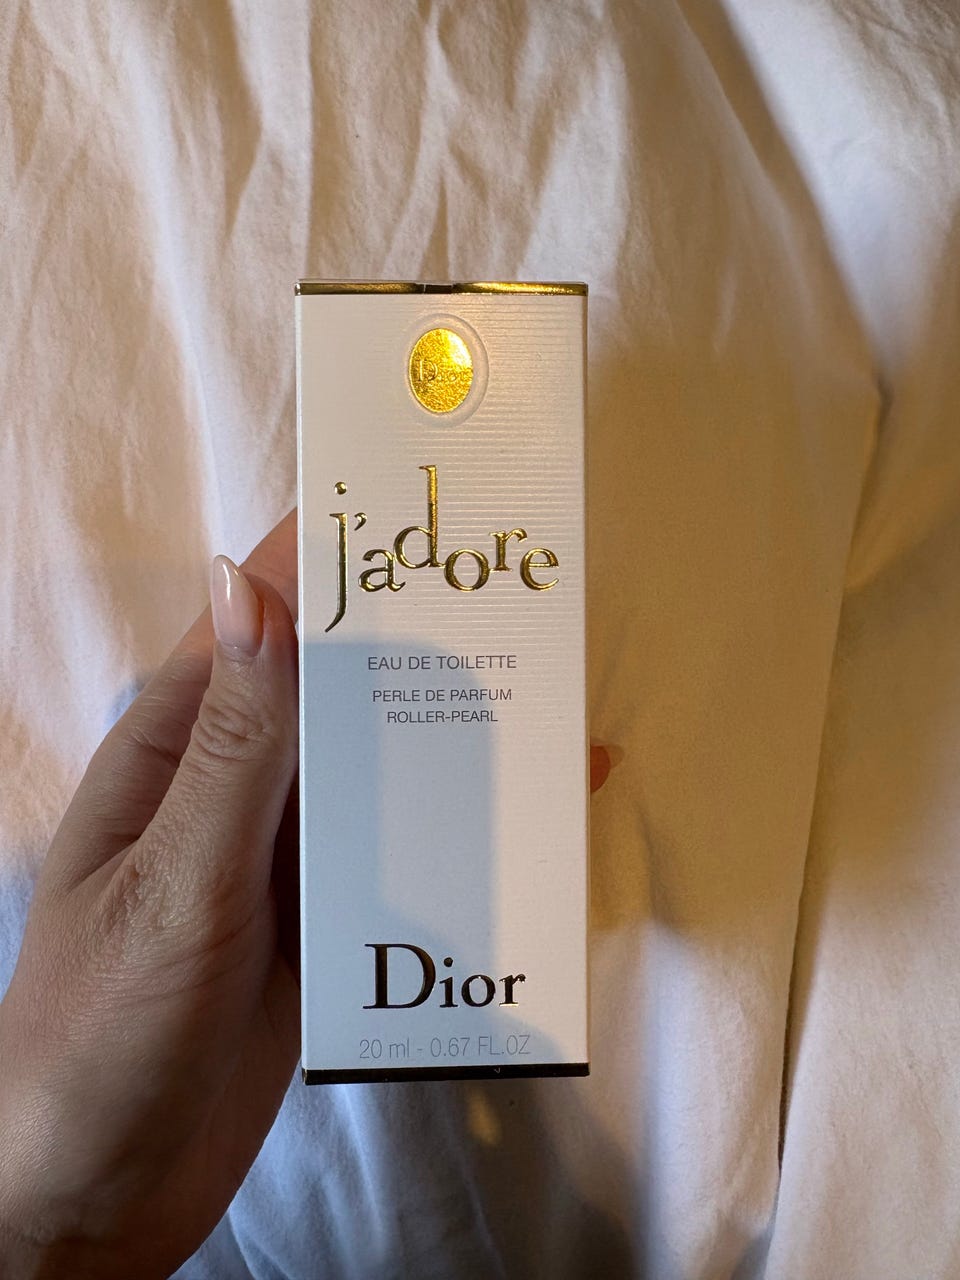 Dior
j'adore
EAU DE TOILETTE
PERLE DE PARFUM
ROLLER-PEARL
Dior
20 ml - 0.67 FL.OZ